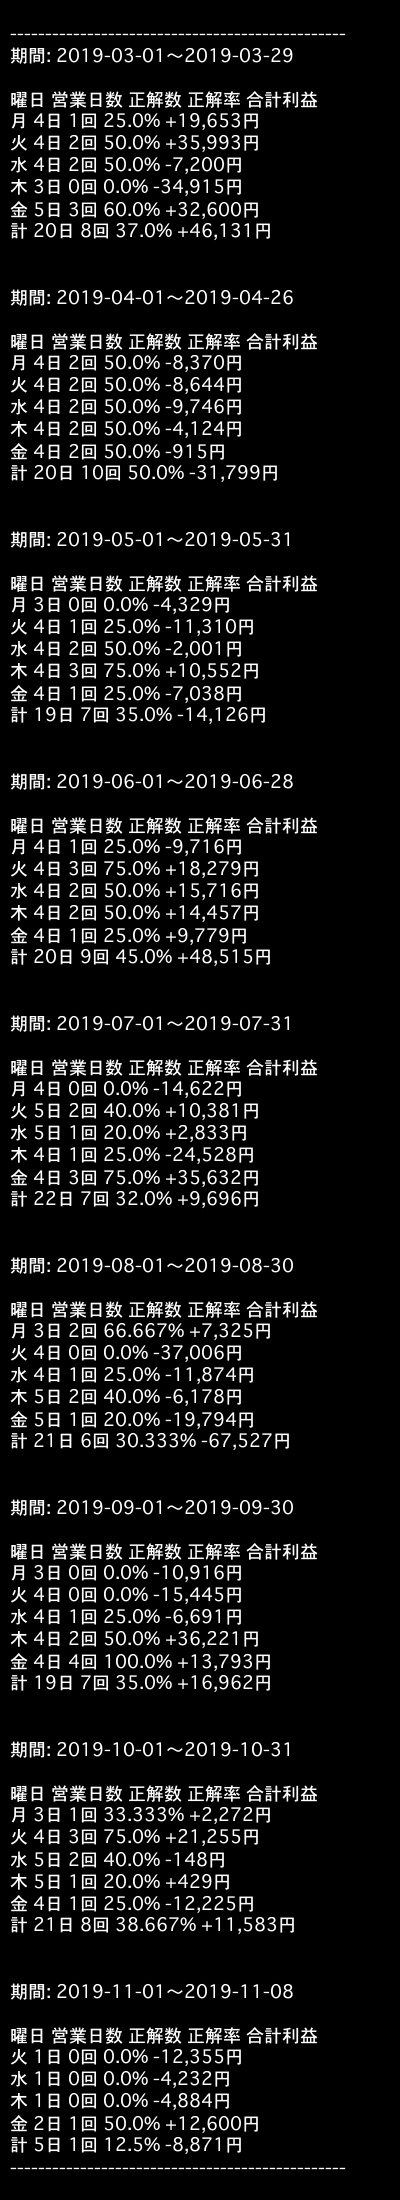 ------------------------------------------------
期間: 2019-03-01〜2019-03-29
曜日 営業日数 正解数 正解率 合計利益
月 4日 1回 25.0% +19,653円
火 4日 2回 50.0% +35,993円
水 4日 2回 50.0% -7,200円
木 3日 0回 0.0% -34,915円
金 5日 3回 60.0% +32,600円
計 20日 8回 37.0% +46,131円
期間: 2019-04-01〜2019-04-26
曜日 営業日数 正解数 正解率 合計利益
月 4日 2回 50.0% -8,370円
火 4日 2回 50.0% -8,644円
水 4日 2回 50.0% -9,746円
木 4日 2回 50.0% -4,124円
金 4日 2回 50.0% -915円
計 20日 10回 50.0% -31,799円
期間: 2019-05-01〜2019-05-31
曜日 営業日数 正解数 正解率 合計利益
月 3日 0回 0.0% -4,329円
火 4日 1回 25.0% -11,310円
水 4日 2回 50.0% -2,001円
木 4日 3回 75.0% +10,552円
金 4日 1回 25.0% -7,038円
計 19日 7回 35.0% -14,126円
期間: 2019-06-01〜2019-06-28
曜日 営業日数 正解数 正解率 合計利益
月 4日 1回 25.0% -9,716円
火 4日 3回 75.0% +18,279円
水 4日 2回 50.0% +15,716円
木 4日 2回 50.0% +14,457円
金 4日 1回 25.0% +9,779円
計 20日 9回 45.0% +48,515円
期間: 2019-07-01〜2019-07-31
曜日 営業日数 正解数 正解率 合計利益
月 4日 0回 0.0% -14,622円
火 5日 2回 40.0% +10,381円
水 5日 1回 20.0% +2,833円
木 4日 1回 25.0% -24,528円
金 4日 3回 75.0% +35,632円
計 22日 7回 32.0% +9,696円
期間: 2019-08-01〜2019-08-30
曜日 営業日数 正解数 正解率 合計利益
月 3日 2回 66.667% +7,325円
火 4日 0回 0.0% -37,006円
水 4日 1回 25.0% -11,874円
木 5日 2回 40.0% -6,178円
金 5日 1回 20.0% -19,794円
計 21日 6回 30.333% -67,527円
期間: 2019-09-01〜2019-09-30
曜日 営業日数 正解数 正解率 合計利益
月 3日 0回 0.0% -10,916円
火 4日 0回 0.0% -15,445円
水 4日 1回 25.0% -6,691円
木 4日 2回 50.0% +36,221円
金 4日 4回 100.0% +13,793円
計 19日 7回 35.0% +16,962円
期間: 2019-10-01〜2019-10-31
曜日 営業日数 正解数 正解率 合計利益
月 3日 1回 33.333% +2,272円
火 4日 3回 75.0% +21,255円
水 5日 2回 40.0% -148円
木 5日 1回 20.0% +429円
金 4日 1回 25.0% -12,225円
計 21日 8回 38.667% +11,583円
期間: 2019-11-01〜2019-11-08
曜日 営業日数 正解数 正解率 合計利益
火 1日 0回 0.0% -12,355円
水 1日 0回 0.0% -4,232円
木 1日 0回 0.0% -4,884円
金 2日 1回 50.0% +12,600円
計 5日 1回 12.5% -8,871円
------------------------------------------------